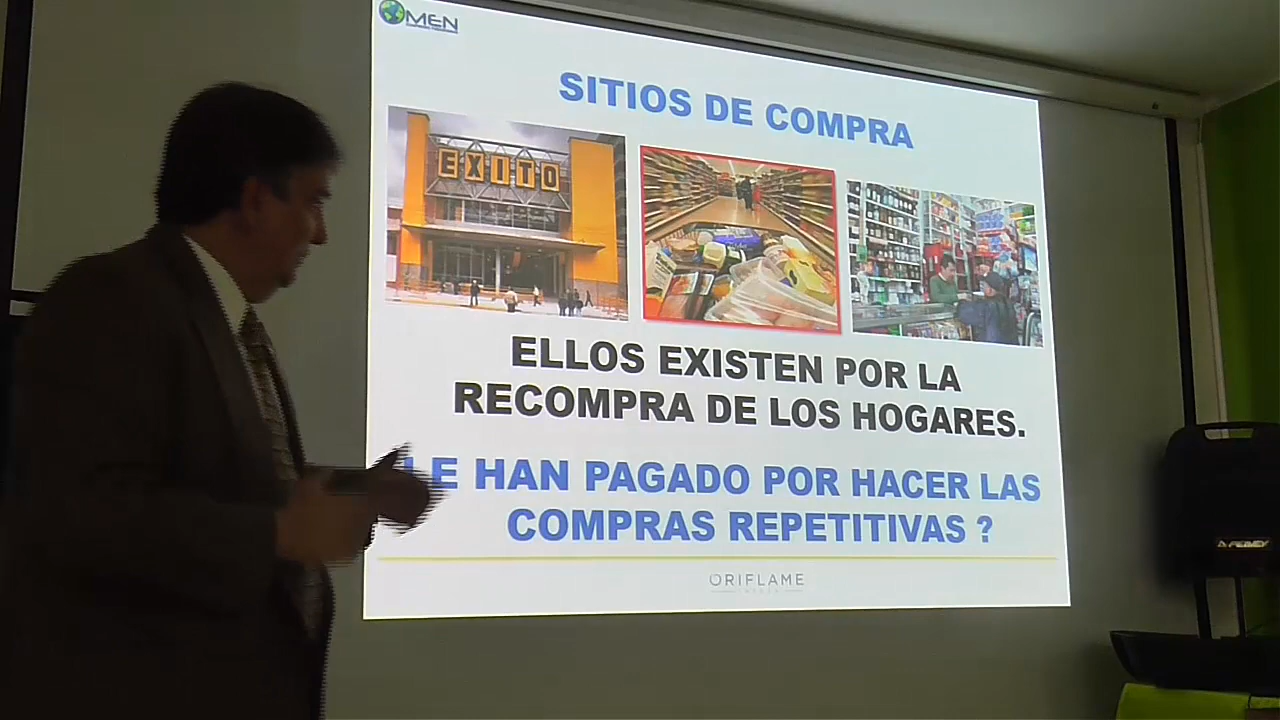 OMEN
SITIOS DE COMPRA
EXITO
ELLOS EXISTEN POR LA
RECOMPRA DE LOS HOGARES.
LE HAN PAGADO POR HACER LAS
COMPRAS REPETITIVAS ?
ORIFLAME